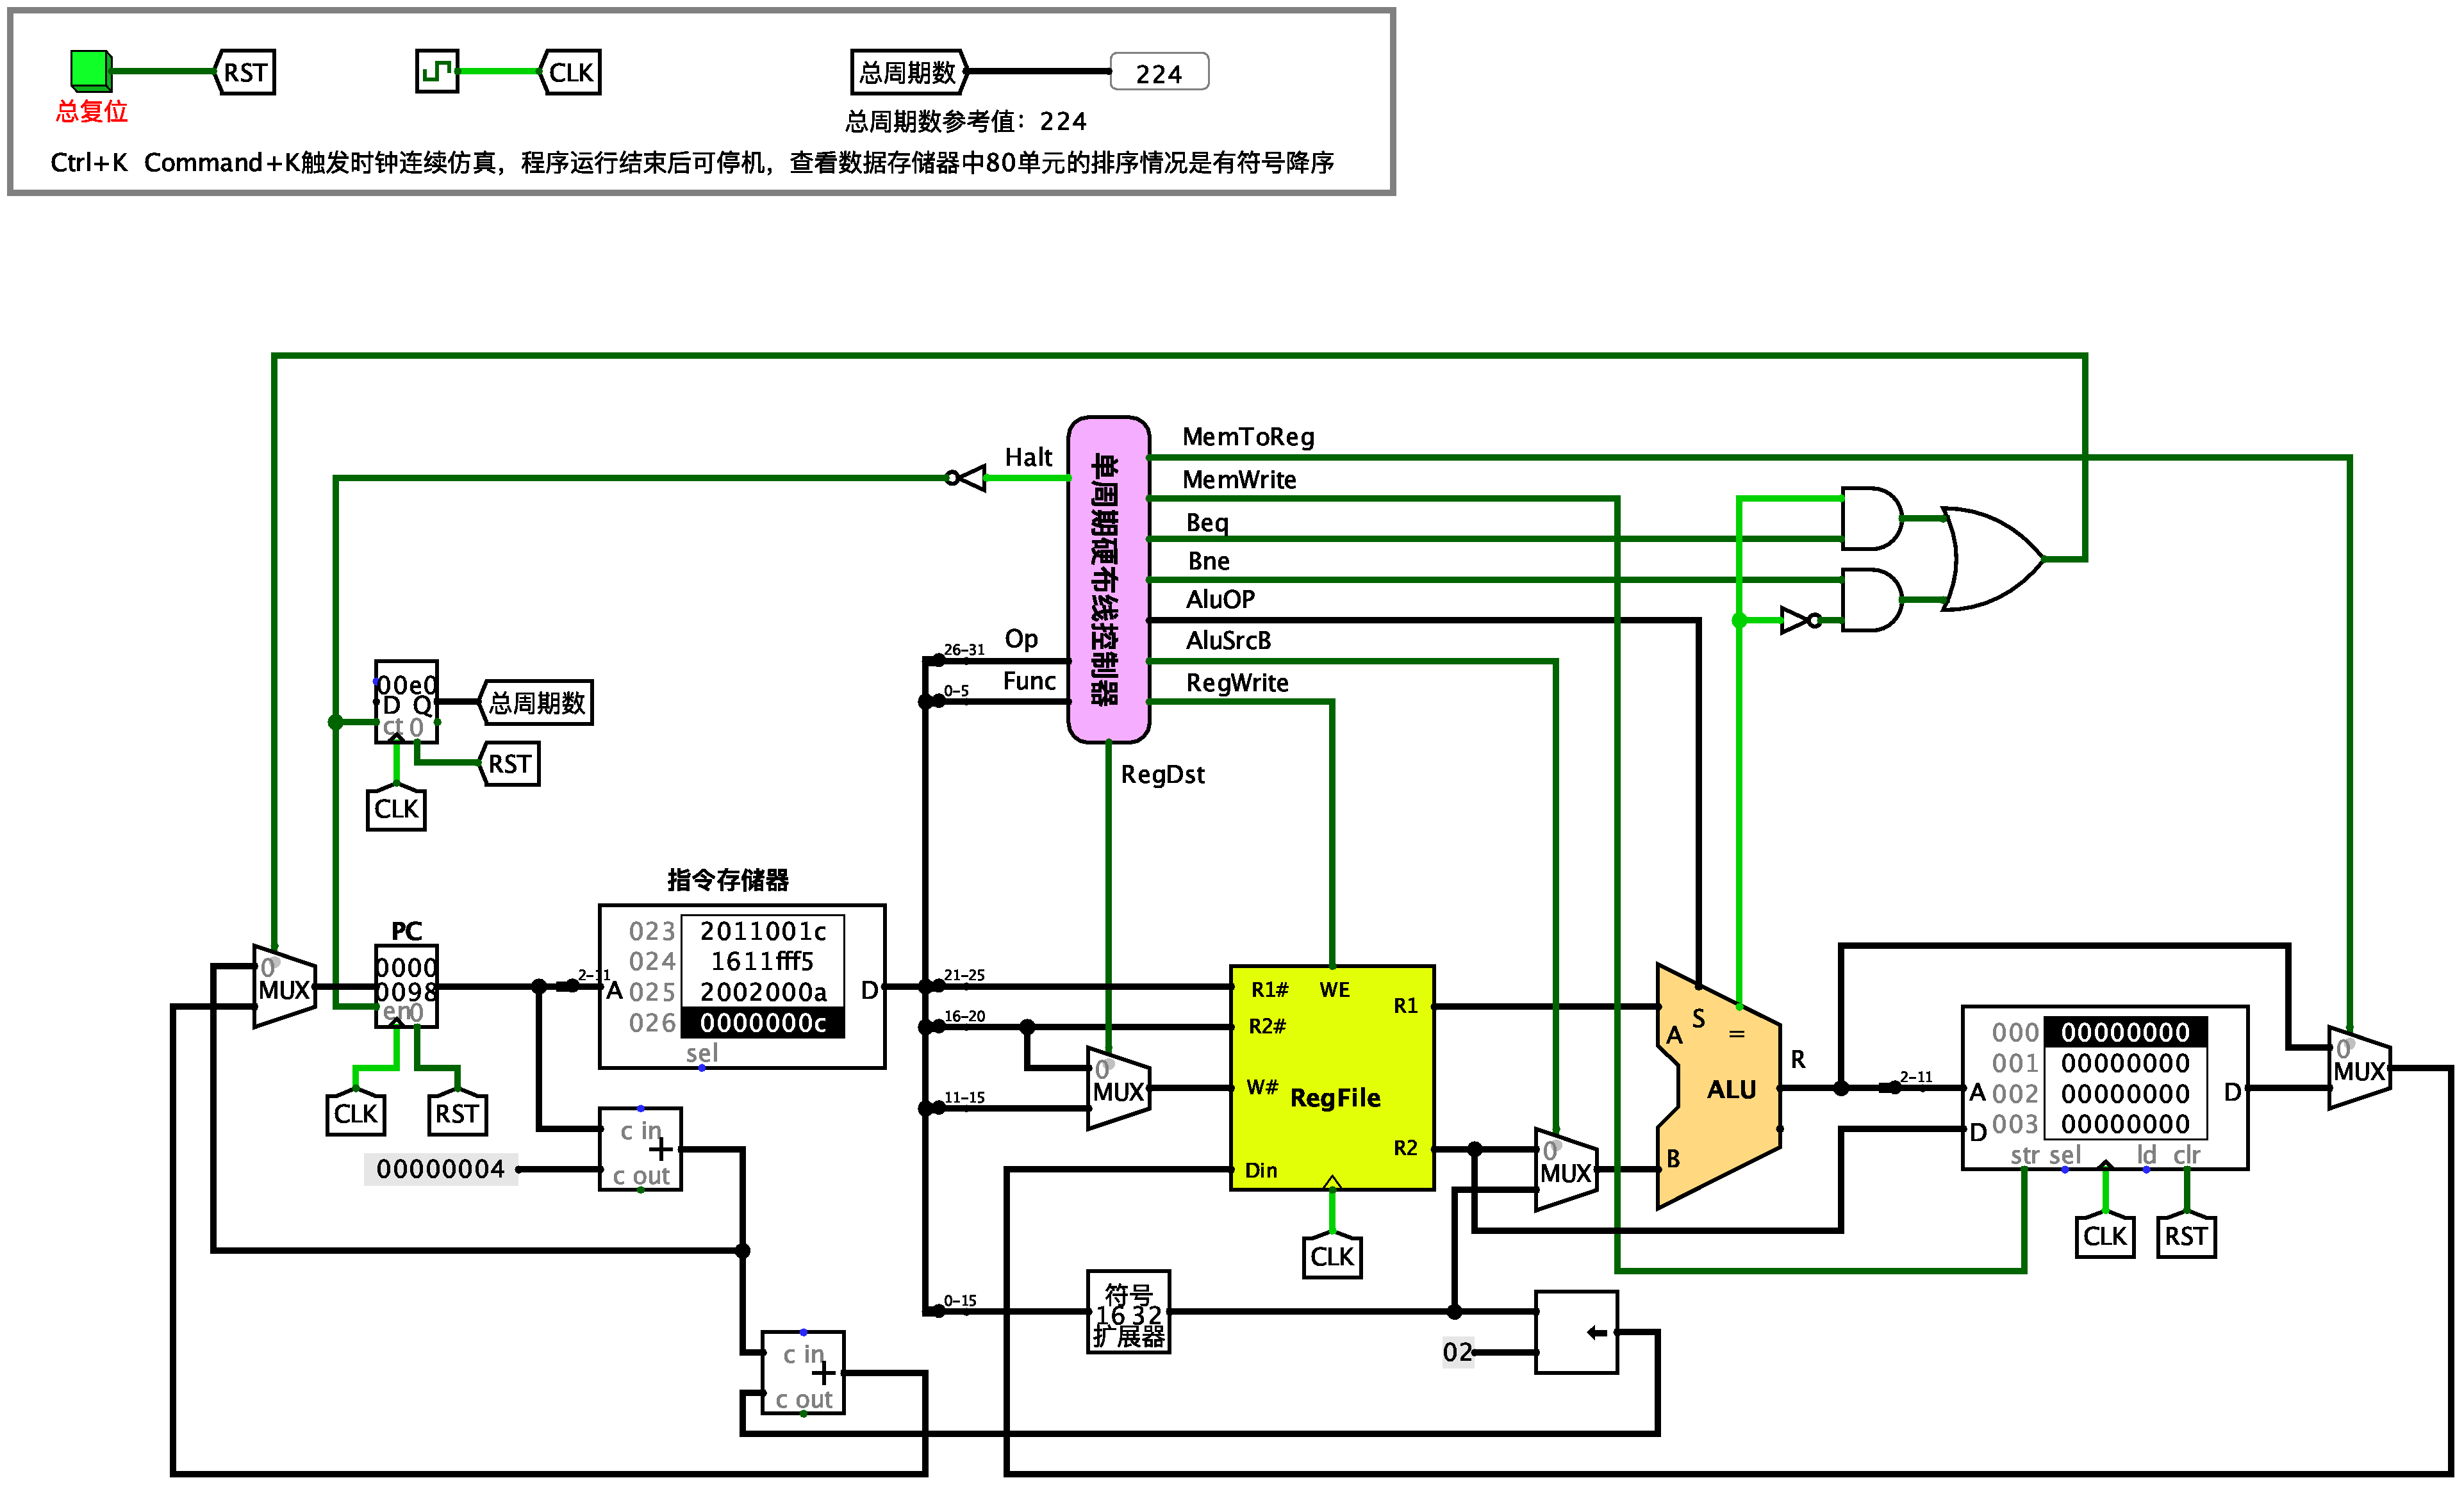 RST
CLK
总周期数
224
总复位
总周期数参考值：224
Ctrl+K Command+K触发时钟连续仿真，程序运行结束后可停机，查看数据存储器中80单元的排序情况是有符号降序
Halt
MemToReg
MemWrite
Beq
Bne
AluOP
AluSrcB
RegWrite
单周期硬布线控制器
26-31
Op
0-5
Func
RegDst
00e0
D Q
ct 0
总周期数
RST
CLK
指令存储器
PC
0
MUX
0000
0098
en 0
CLK
RST
2-11
A
023 2011001c
024 1611fff5
025 2002000a
026 0000000c
sel
D
21-25
16-20
11-15
0
MUX
R1# WE R1
R2#
W#
RegFile
R2
Din
CLK
0
MUX
A
S
=
ALU
B
R
2-11
A
D
000 00000000
001 00000000
002 00000000
003 00000000
str sel ld clr
D
CLK
RST
0
MUX
c in
+
c out
00000004
0-15
符号
16 32
扩展器
02
c in
+
c out